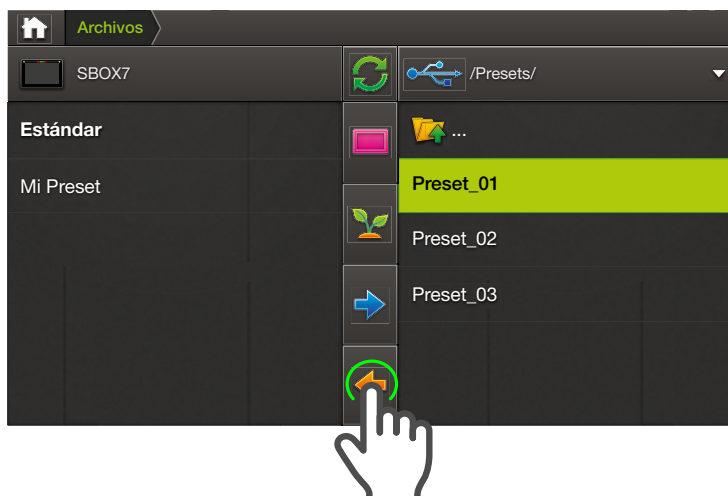 Archivos
SBOX7
/Presets/
Estándar
...
Mi Preset
Preset_01
Preset_02
Preset_03